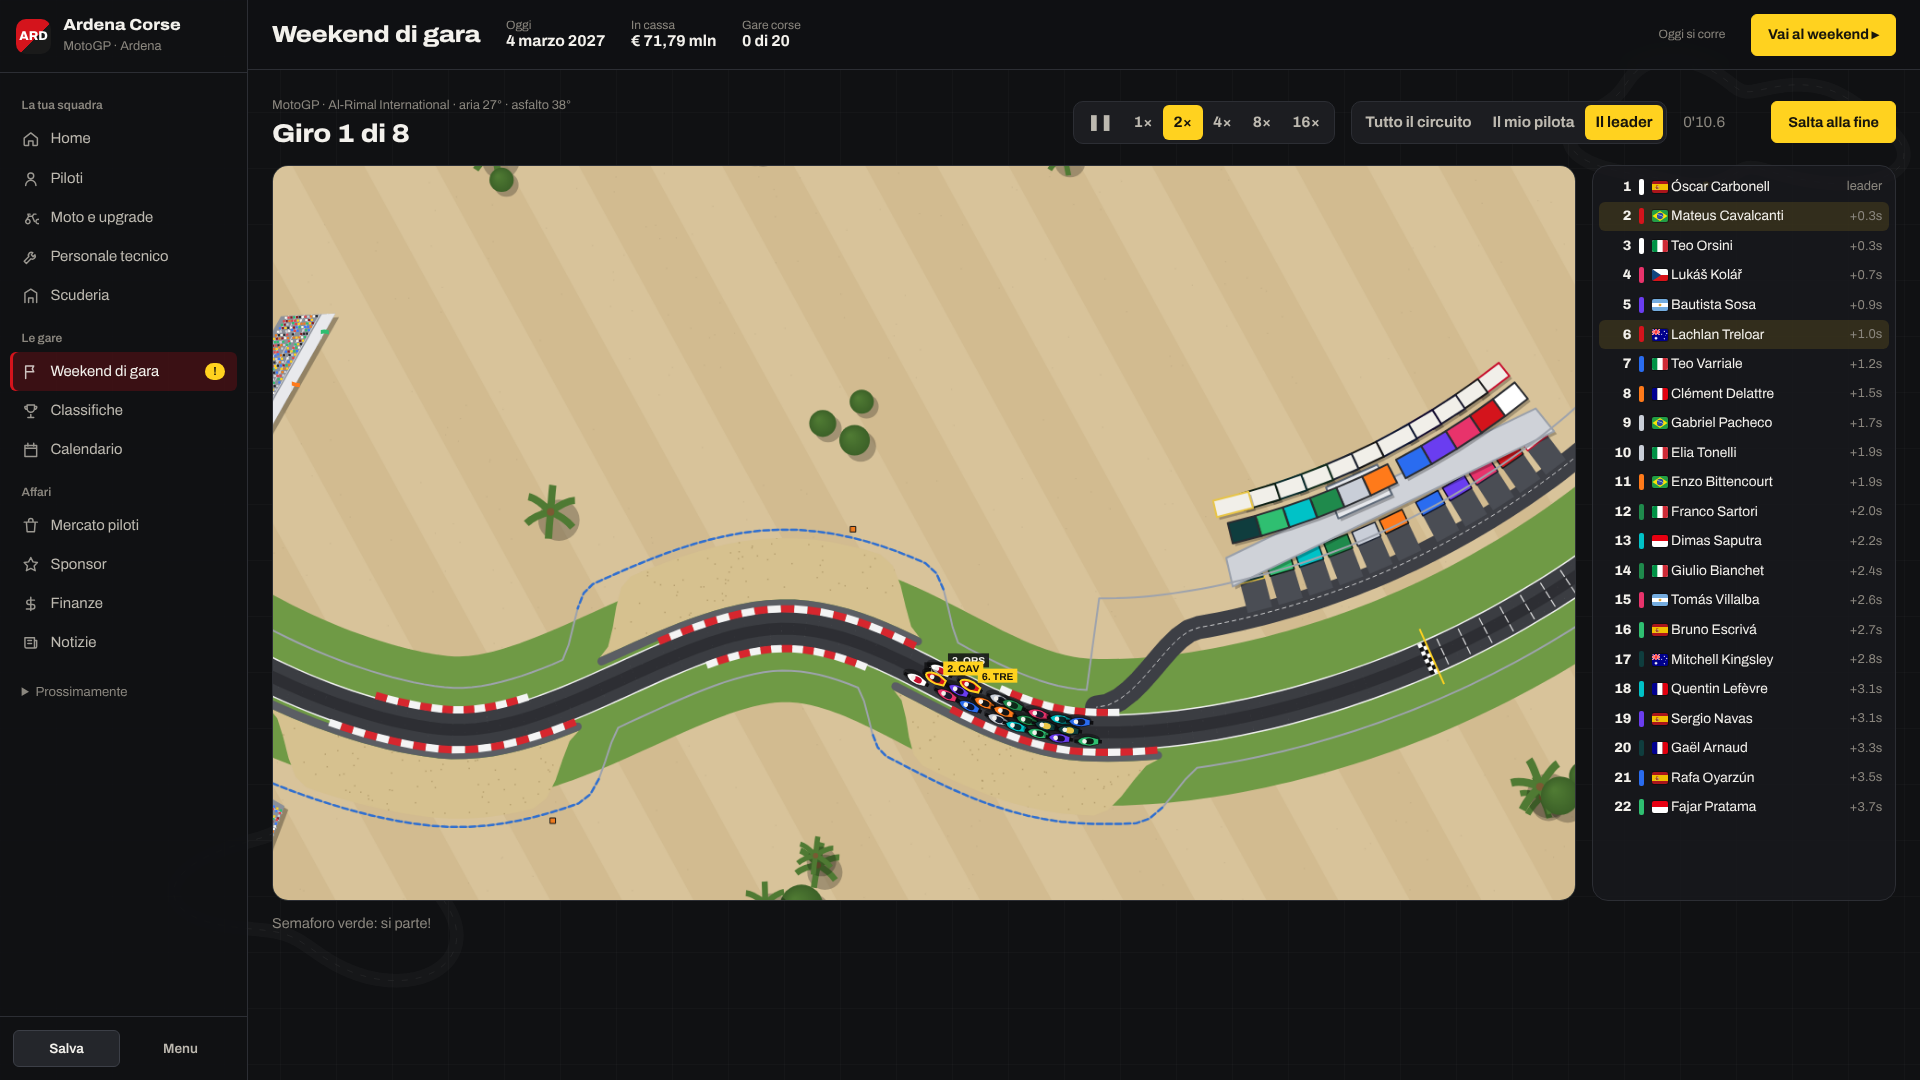 ARD
Ardena Corse
MotoGP · Ardena
La tua squadra
Home
Piloti
Moto e upgrade
Personale tecnico
Scuderia
Le gare
Weekend di gara
!
Classifiche
Calendario
Affari
Mercato piloti
Sponsor
Finanze
Notizie
Prossimamente
Salva
Menu
Weekend di gara
Oggi
4 marzo 2027
In cassa
€ 71,79 mln
Gare corse
0 di 20
Oggi si corre
Vai al weekend ▸
MotoGP · Al-Rimal International · aria 27° · asfalto 38°
Giro 1 di 8
1× 2× 4× 8× 16×
Tutto il circuito Il mio pilota Il leader
0'10.6
Salta alla fine
2. CAV
6. TRE
1 Óscar Carbonell leader
2 Mateus Cavalcanti +0.3s
3 Teo Orsini +0.3s
4 Lukáš Kolář +0.7s
5 Bautista Sosa +0.9s
6 Lachlan Treloar +1.0s
7 Teo Varriale +1.2s
8 Clément Delattre +1.5s
9 Gabriel Pacheco +1.7s
10 Elia Tonelli +1.9s
11 Enzo Bittencourt +1.9s
12 Franco Sartori +2.0s
13 Dimas Saputra +2.2s
14 Giulio Bianchet +2.4s
15 Tomás Villalba +2.6s
16 Bruno Escrivá +2.7s
17 Mitchell Kingsley +2.8s
18 Quentin Lefèvre +3.1s
19 Sergio Navas +3.1s
20 Gaël Arnaud +3.3s
21 Rafa Oyarzún +3.5s
22 Fajar Pratama +3.7s
Semaforo verde: si parte!